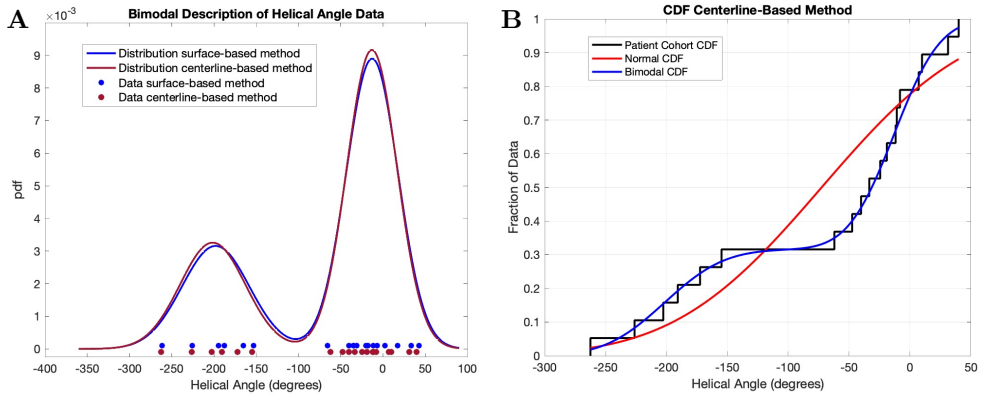 A
Bimodal Description of Helical Angle Data
×10⁻³
9
8
7
6
5
4
3
2
1
0
pdf
Distribution surface-based method
Distribution centerline-based method
Data surface-based method
Data centerline-based method
-400 -350 -300 -250 -200 -150 -100 -50 0 50 100
Helical Angle (degrees)
B
CDF Centerline-Based Method
1
0.9
0.8
0.7
0.6
0.5
0.4
0.3
0.2
0.1
0
Fraction of Data
Patient Cohort CDF
Normal CDF
Bimodal CDF
-300 -250 -200 -150 -100 -50 0 50
Helical Angle (degrees)